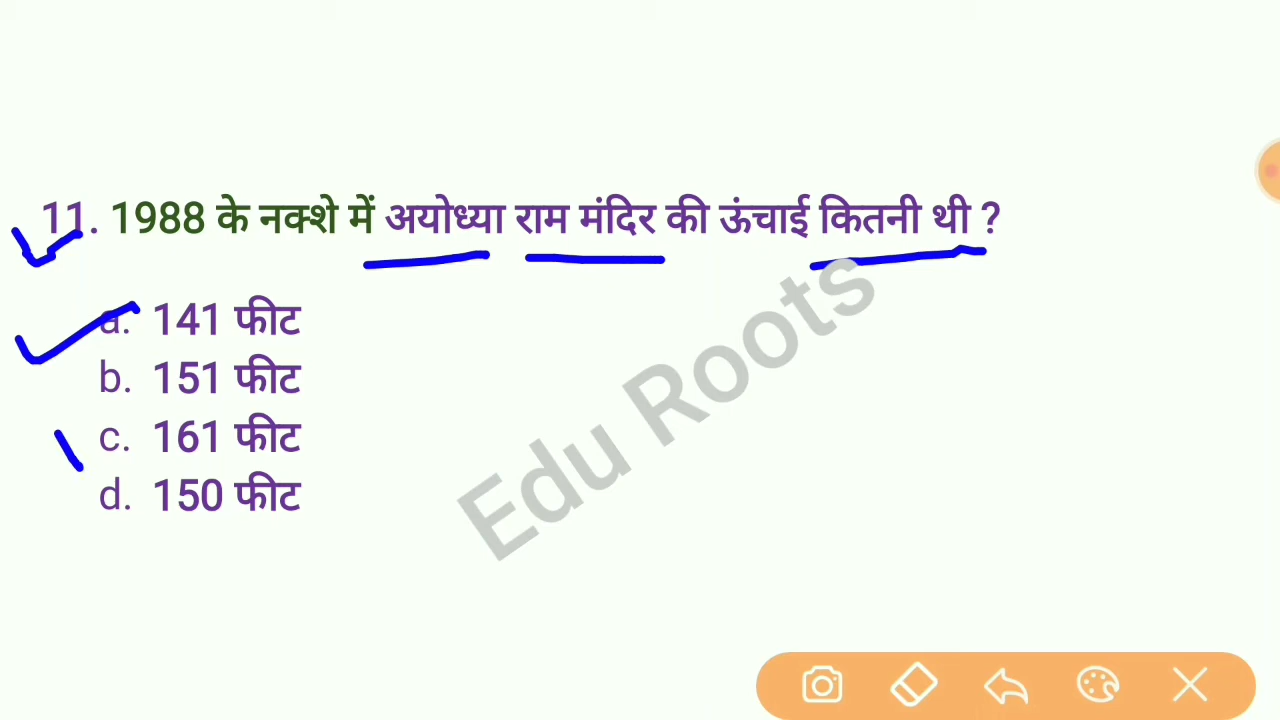 11. 1988 के नक्शे में अयोध्या राम मंदिर की ऊंचाई कितनी थी ?
a. 141 फीट
b. 151 फीट
c. 161 फीट
d. 150 फीट
Edu Roots